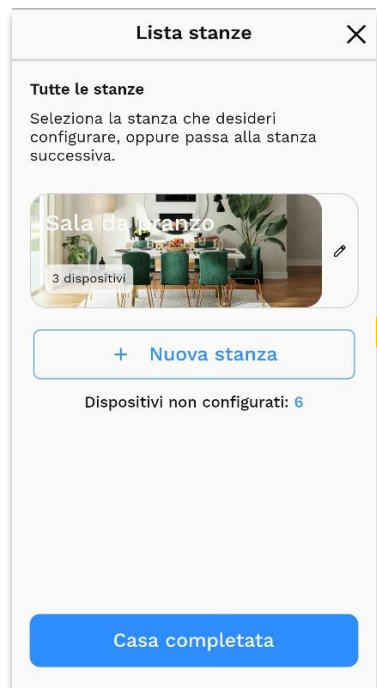 Lista stanze
Tutte le stanze
Seleziona la stanza che desideri
configurare, oppure passa alla stanza
successiva.
Sala da pranzo
3 dispositivi
+ Nuova stanza
Dispositivi non configurati: 6
Casa completata